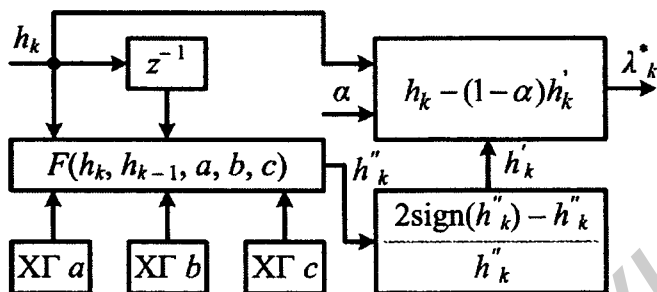 h_k
z^{-1}
α
h_k – (1–α)h'_k
λ*_k
F(h_k, h_{k–1}, a, b, c)
h''_k
h'_k
2sign(h''_k) – h''_k
h''_k
ХГ a
ХГ b
ХГ c